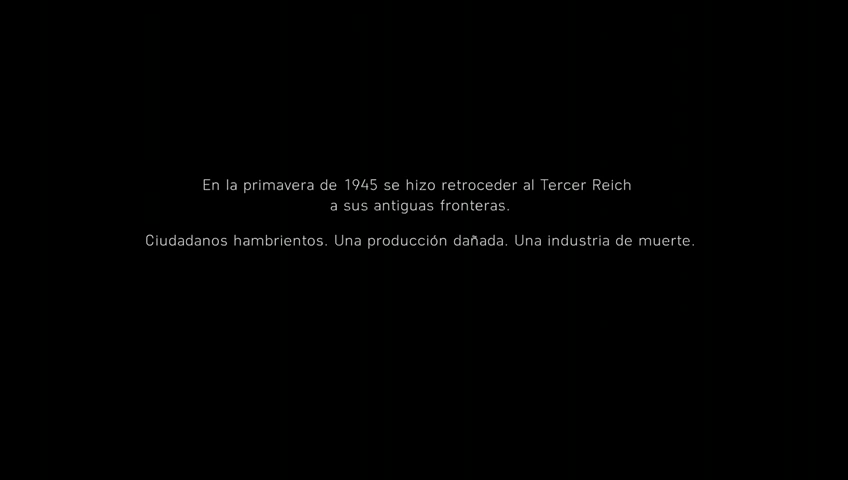 En la primavera de 1945 se hizo retroceder al Tercer Reich
a sus antiguas fronteras.
Ciudadanos hambrientos. Una producción dañada. Una industria de muerte.